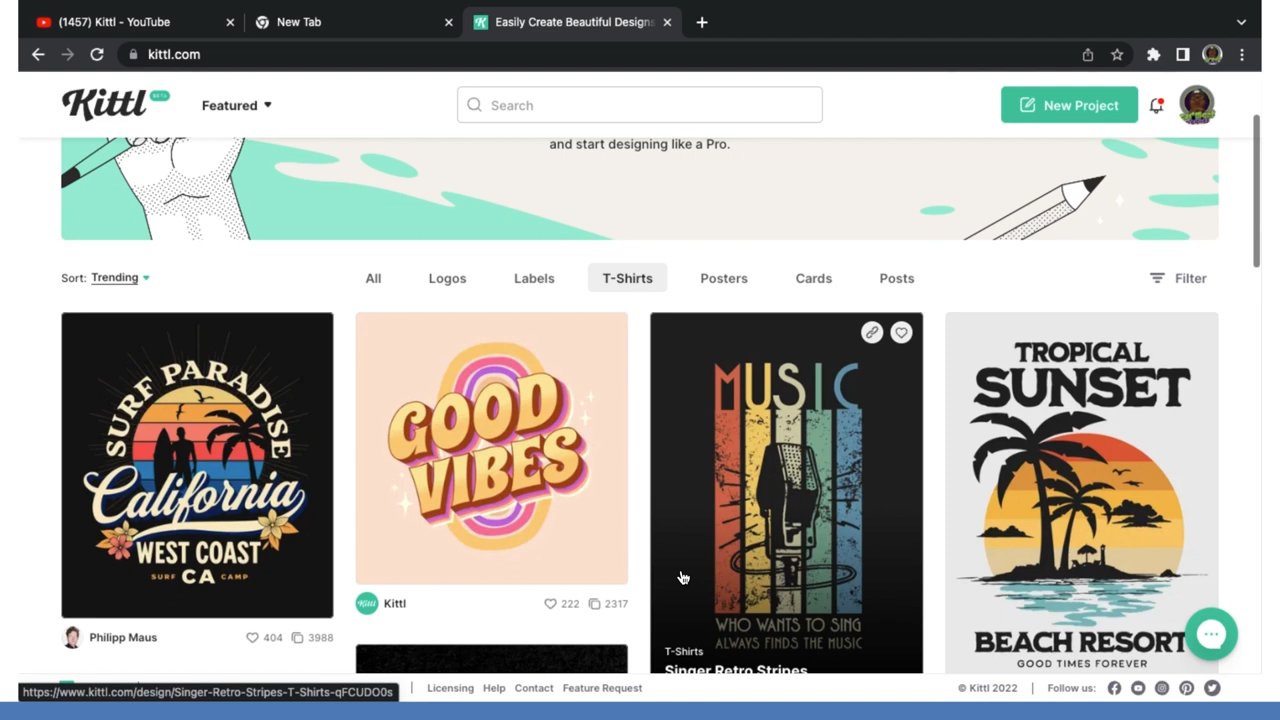 (1457) Kittl - YouTube
New Tab
Easily Create Beautiful Designs
kittl.com
Kittl BETA
Featured
Search
New Project
and start designing like a Pro.
Sort: Trending
All
Logos
Labels
T-Shirts
Posters
Cards
Posts
Filter
SURF PARADISE
California
WEST COAST
SURF CA CAMP
Philipp Maus
404
3988
GOOD
VIBES
Kittl
222
2317
MUSIC
WHO WANTS TO SING
ALWAYS FINDS THE MUSIC
T-Shirts
Singer Retro Stripes
TROPICAL
SUNSET
BEACH RESORT
GOOD TIMES FOREVER
Licensing
Help
Contact
Feature Request
© Kittl 2022
Follow us:
https://www.kittl.com/design/Singer-Retro-Stripes-T-Shirts-qFCUDO0s